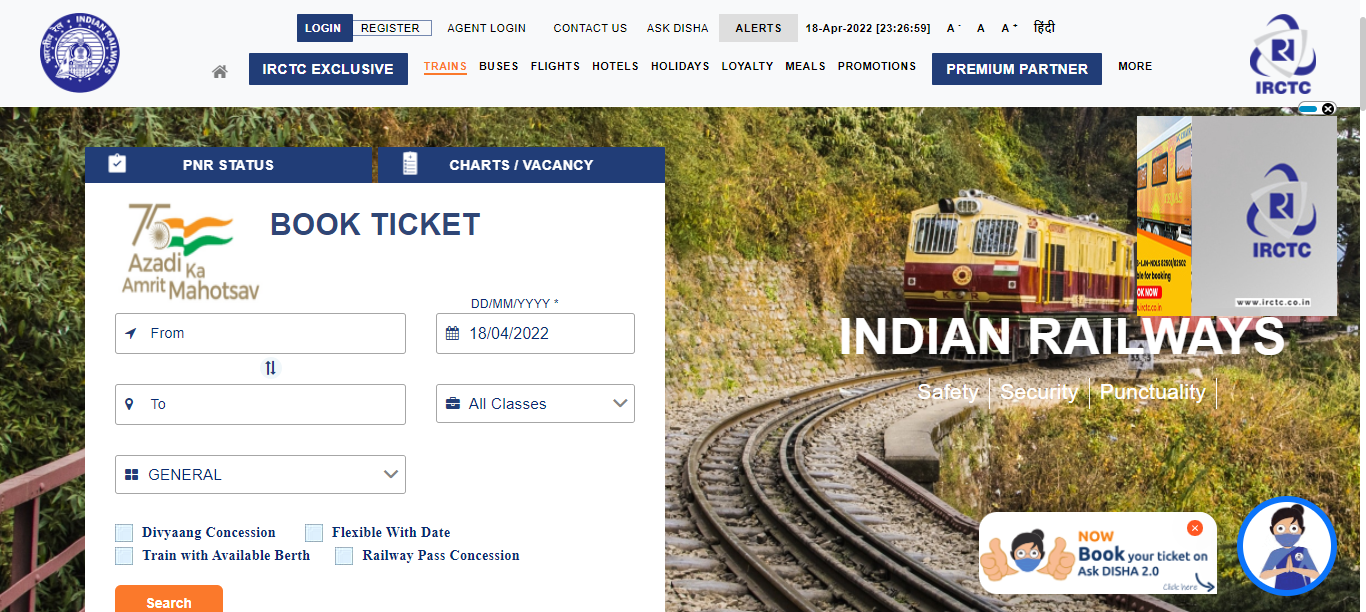 LOGIN REGISTER AGENT LOGIN CONTACT US ASK DISHA ALERTS 18-Apr-2022 [23:26:59] A - A A + हिंदी
भारतीय रेल INDIAN RAILWAYS
IRCTC EXCLUSIVE TRAINS BUSES FLIGHTS HOTELS HOLIDAYS LOYALTY MEALS PROMOTIONS PREMIUM PARTNER MORE
IRCTC
PNR STATUS CHARTS / VACANCY
75
Azadi Ka
Amrit Mahotsav
BOOK TICKET
DD/MM/YYYY *
From 18/04/2022
To All Classes
GENERAL
Divyaang Concession Flexible With Date
Train with Available Berth Railway Pass Concession
Search
IRCTC
www.irctc.co.in
INDIAN RAILWAYS
Safety Security Punctuality
NOW
Book your ticket on
Ask DISHA 2.0
Click here